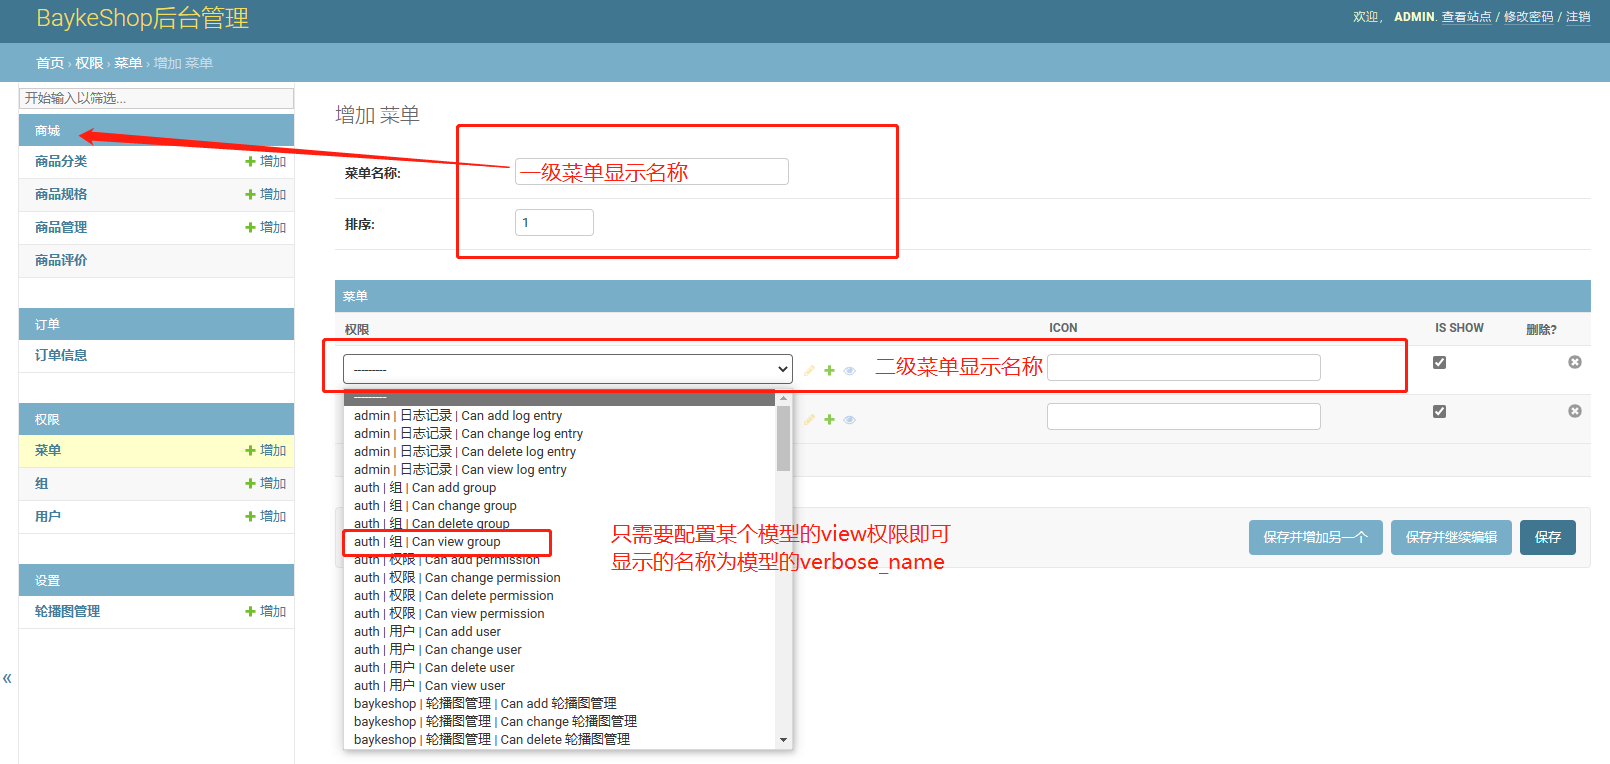 BaykeShop后台管理
欢迎， ADMIN. 查看站点 / 修改密码 / 注销
首页 › 权限 › 菜单 › 增加 菜单
开始输入以筛选...
商城
商品分类 增加
商品规格 增加
商品管理 增加
商品评价
订单
订单信息
权限
菜单 增加
组 增加
用户 增加
设置
轮播图管理 增加
«
增加 菜单
菜单名称: 一级菜单显示名称
排序: 1
菜单
权限 ICON IS SHOW 删除?
--------- 二级菜单显示名称
---------
admin | 日志记录 | Can add log entry
admin | 日志记录 | Can change log entry
admin | 日志记录 | Can delete log entry
admin | 日志记录 | Can view log entry
auth | 组 | Can add group
auth | 组 | Can change group
auth | 组 | Can delete group
auth | 组 | Can view group
auth | 权限 | Can add permission
auth | 权限 | Can change permission
auth | 权限 | Can delete permission
auth | 权限 | Can view permission
auth | 用户 | Can add user
auth | 用户 | Can change user
auth | 用户 | Can delete user
auth | 用户 | Can view user
baykeshop | 轮播图管理 | Can add 轮播图管理
baykeshop | 轮播图管理 | Can change 轮播图管理
baykeshop | 轮播图管理 | Can delete 轮播图管理
只需要配置某个模型的view权限即可
显示的名称为模型的verbose_name
保存并增加另一个 保存并继续编辑 保存